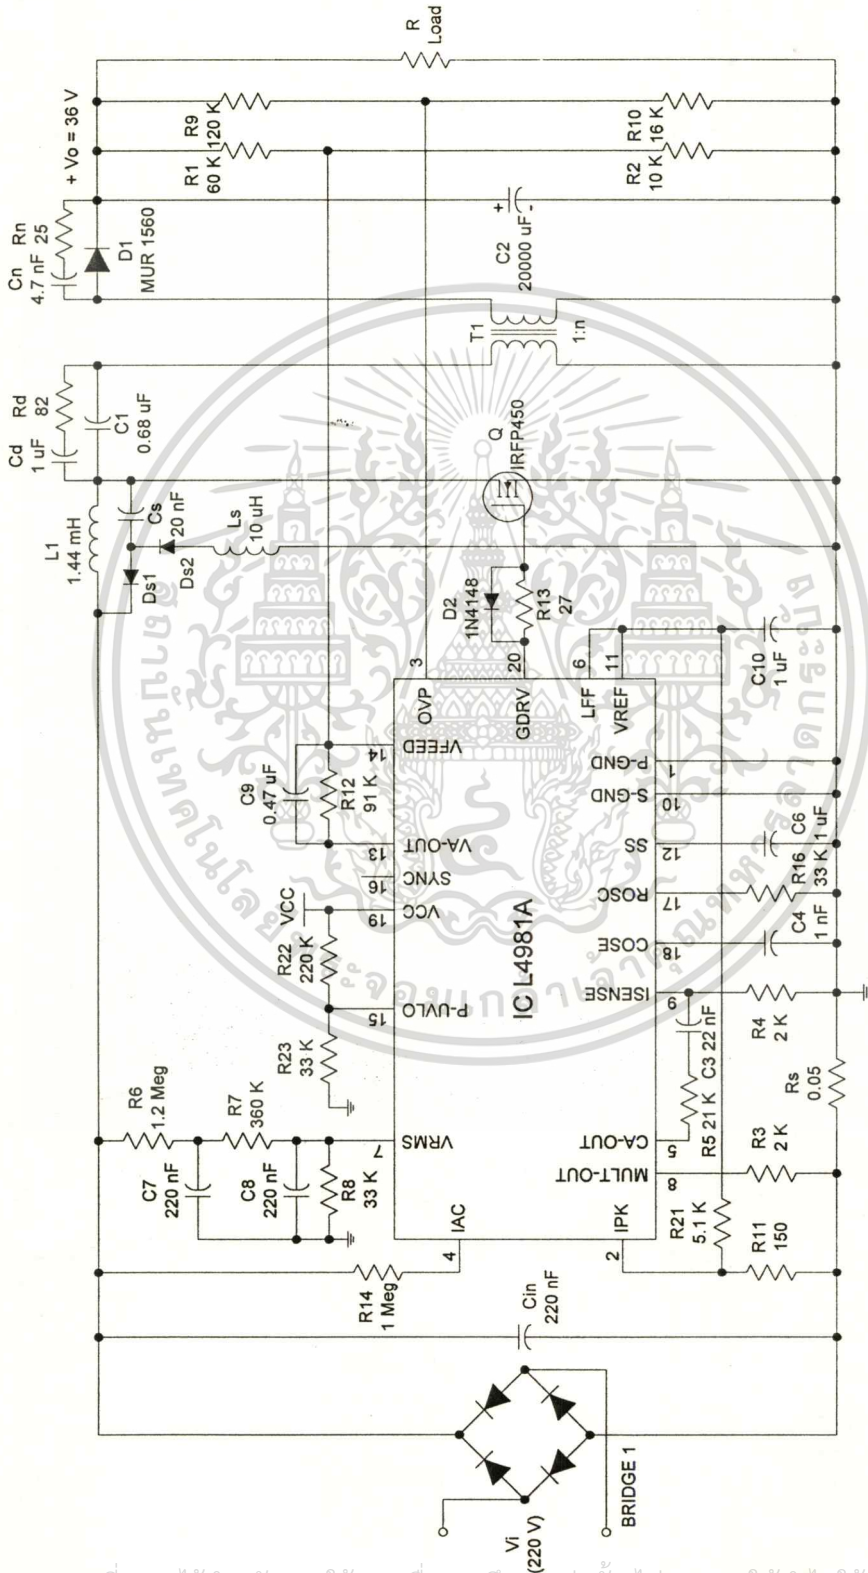 Vi
(220 V)
BRIDGE 1
Cin
220 nF
R14
1 Meg
R6
1.2 Meg
C7
220 nF
R7
360 K
C8
220 nF
R8
33 K
R23
33 K
R22
220 K
VCC
C9
0.47 uF
R12
91 K
L1
1.44 mH
Ds1
Cs
20 nF
Ds2
Ls
10 uH
Cd
1 uF
Rd
82
C1
0.68 uF
Cn
4.7 nF
Rn
25
D1
MUR 1560
+ Vo = 36 V
R1
60 K
R9
120 K
R
Load
R2
10 K
R10
16 K
C2
20000 uF
+
-
T1
1:n
Q
IRFP450
D2
1N4148
R13
27
IC L4981A
IAC
4
VRMS
7
P-UVLO
15
VCC
19
SYNC
16
VA-OUT
13
VFEED
14
OVP
3
GDRV
20
LFF
6
VREF
11
IPK
2
MULT-OUT
8
CA-OUT
5
ISENSE
9
COSE
18
ROSC
17
SS
12
S-GND
10
P-GND
1
R21
5.1 K
R11
150
R3
2 K
R5
21 K
C3
22 nF
R4
2 K
Rs
0.05
C4
1 nF
R16
33 K
C6
1 uF
C10
1 uF